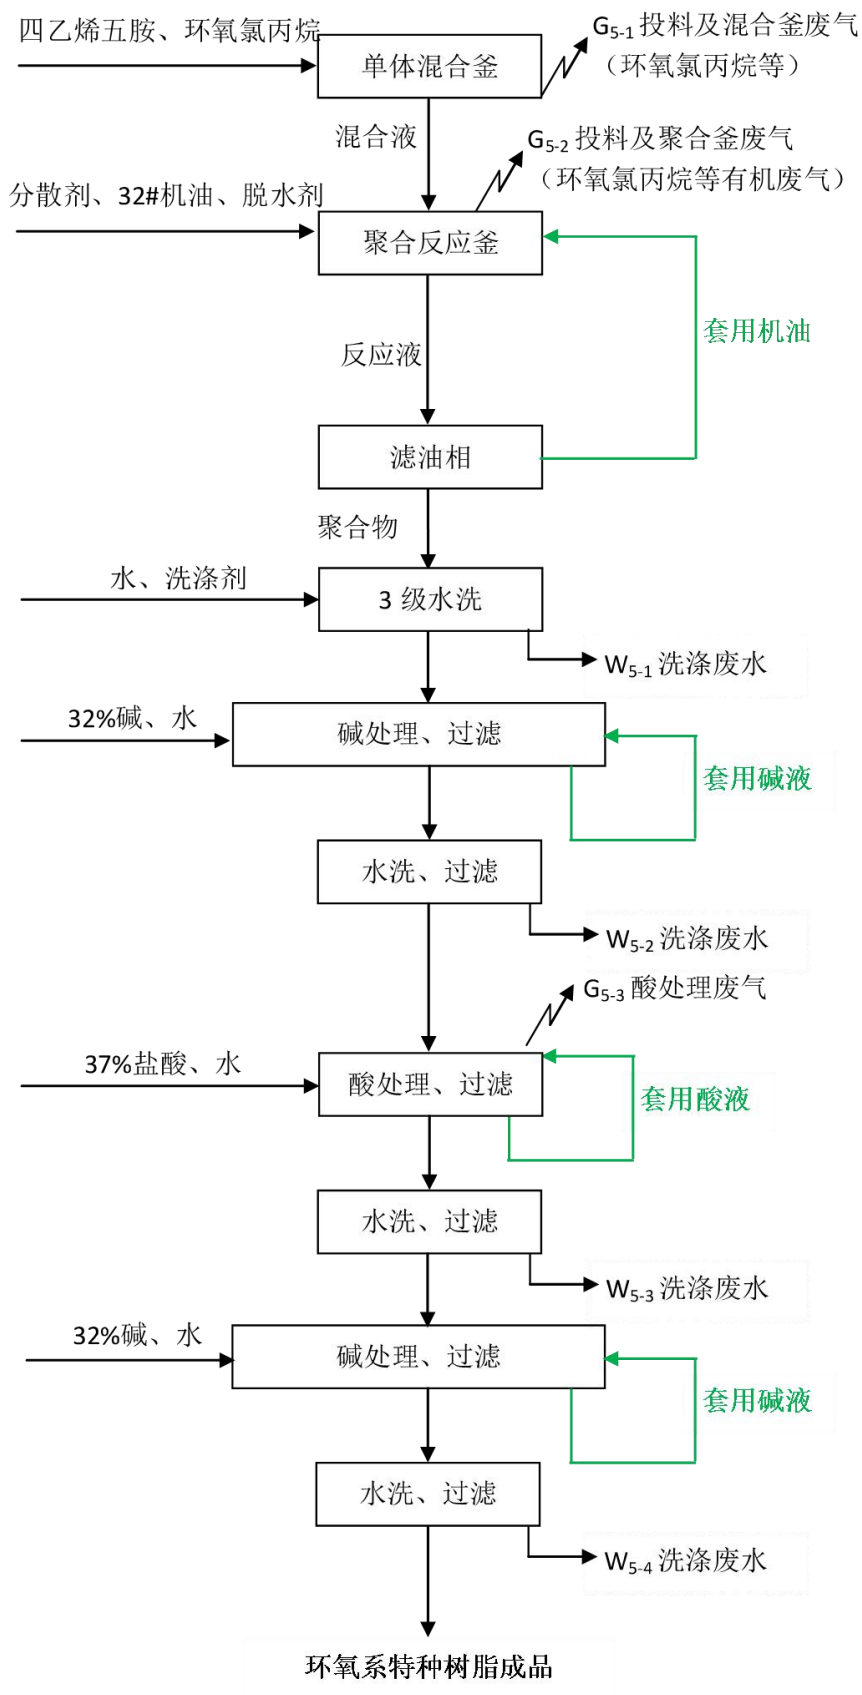 四乙烯五胺、环氧氯丙烷
G5-1 投料及混合釜废气
（环氧氯丙烷等）
单体混合釜
混合液
G5-2 投料及聚合釜废气
（环氧氯丙烷等有机废气）
分散剂、32#机油、脱水剂
聚合反应釜
套用机油
反应液
滤油相
聚合物
水、洗涤剂
3 级水洗
W5-1 洗涤废水
32%碱、水
碱处理、过滤
套用碱液
水洗、过滤
W5-2 洗涤废水
G5-3 酸处理废气
37%盐酸、水
酸处理、过滤
套用酸液
水洗、过滤
W5-3 洗涤废水
32%碱、水
碱处理、过滤
套用碱液
水洗、过滤
W5-4 洗涤废水
环氧系特种树脂成品